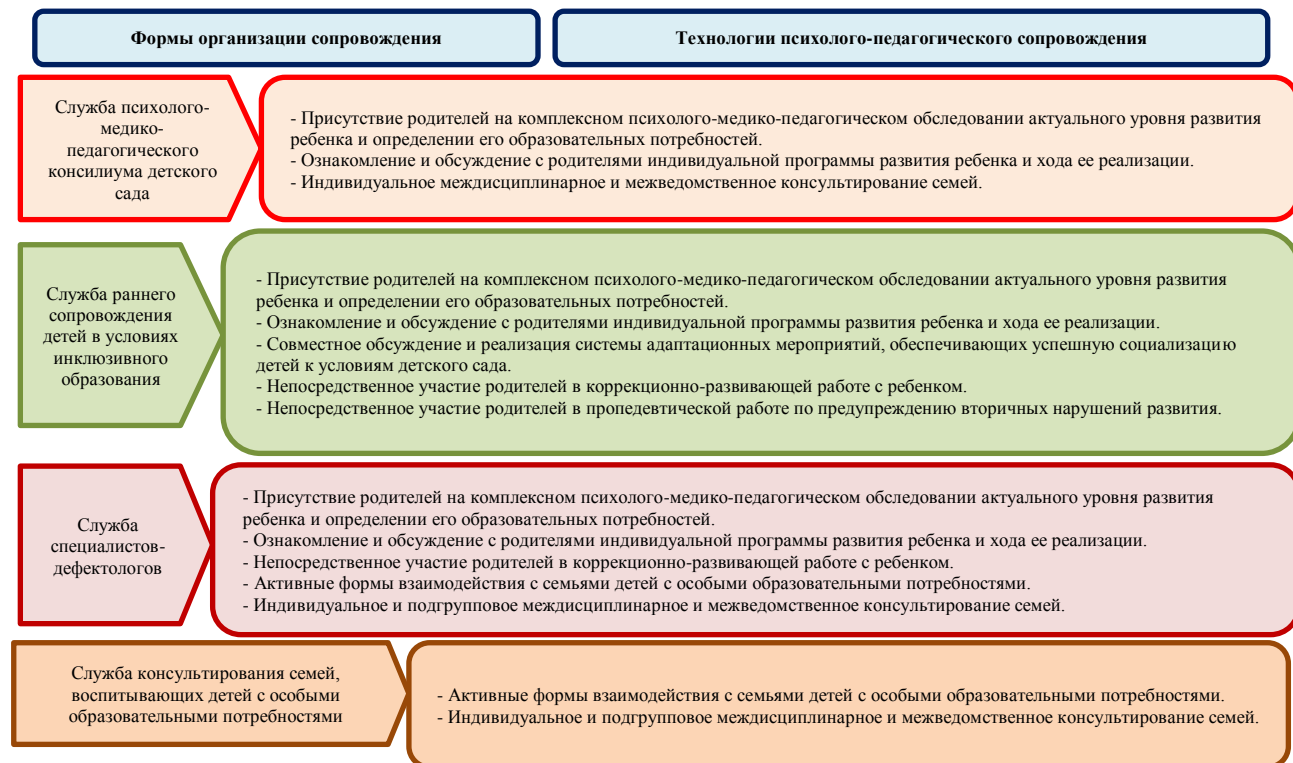 Формы организации сопровождения
Технологии психолого-педагогического сопровождения
Служба психолого-
медико-
педагогического
консилиума детского
сада
- Присутствие родителей на комплексном психолого-медико-педагогическом обследовании актуального уровня развития
ребенка и определении его образовательных потребностей.
- Ознакомление и обсуждение с родителями индивидуальной программы развития ребенка и хода ее реализации.
- Индивидуальное междисциплинарное и межведомственное консультирование семей.
Служба раннего
сопровождения
детей в условиях
инклюзивного
образования
- Присутствие родителей на комплексном психолого-медико-педагогическом обследовании актуального уровня развития
ребенка и определении его образовательных потребностей.
- Ознакомление и обсуждение с родителями индивидуальной программы развития ребенка и хода ее реализации.
- Совместное обсуждение и реализация системы адаптационных мероприятий, обеспечивающих успешную социализацию
детей к условиям детского сада.
- Непосредственное участие родителей в коррекционно-развивающей работе с ребенком.
- Непосредственное участие родителей в пропедевтической работе по предупреждению вторичных нарушений развития.
Служба
специалистов-
дефектологов
- Присутствие родителей на комплексном психолого-медико-педагогическом обследовании актуального уровня развития
ребенка и определении его образовательных потребностей.
- Ознакомление и обсуждение с родителями индивидуальной программы развития ребенка и хода ее реализации.
- Непосредственное участие родителей в коррекционно-развивающей работе с ребенком.
- Активные формы взаимодействия с семьями детей с особыми образовательными потребностями.
- Индивидуальное и подгрупповое междисциплинарное и межведомственное консультирование семей.
Служба консультирования семей,
воспитывающих детей с особыми
образовательными потребностями
- Активные формы взаимодействия с семьями детей с особыми образовательными потребностями.
- Индивидуальное и подгрупповое междисциплинарное и межведомственное консультирование семей.